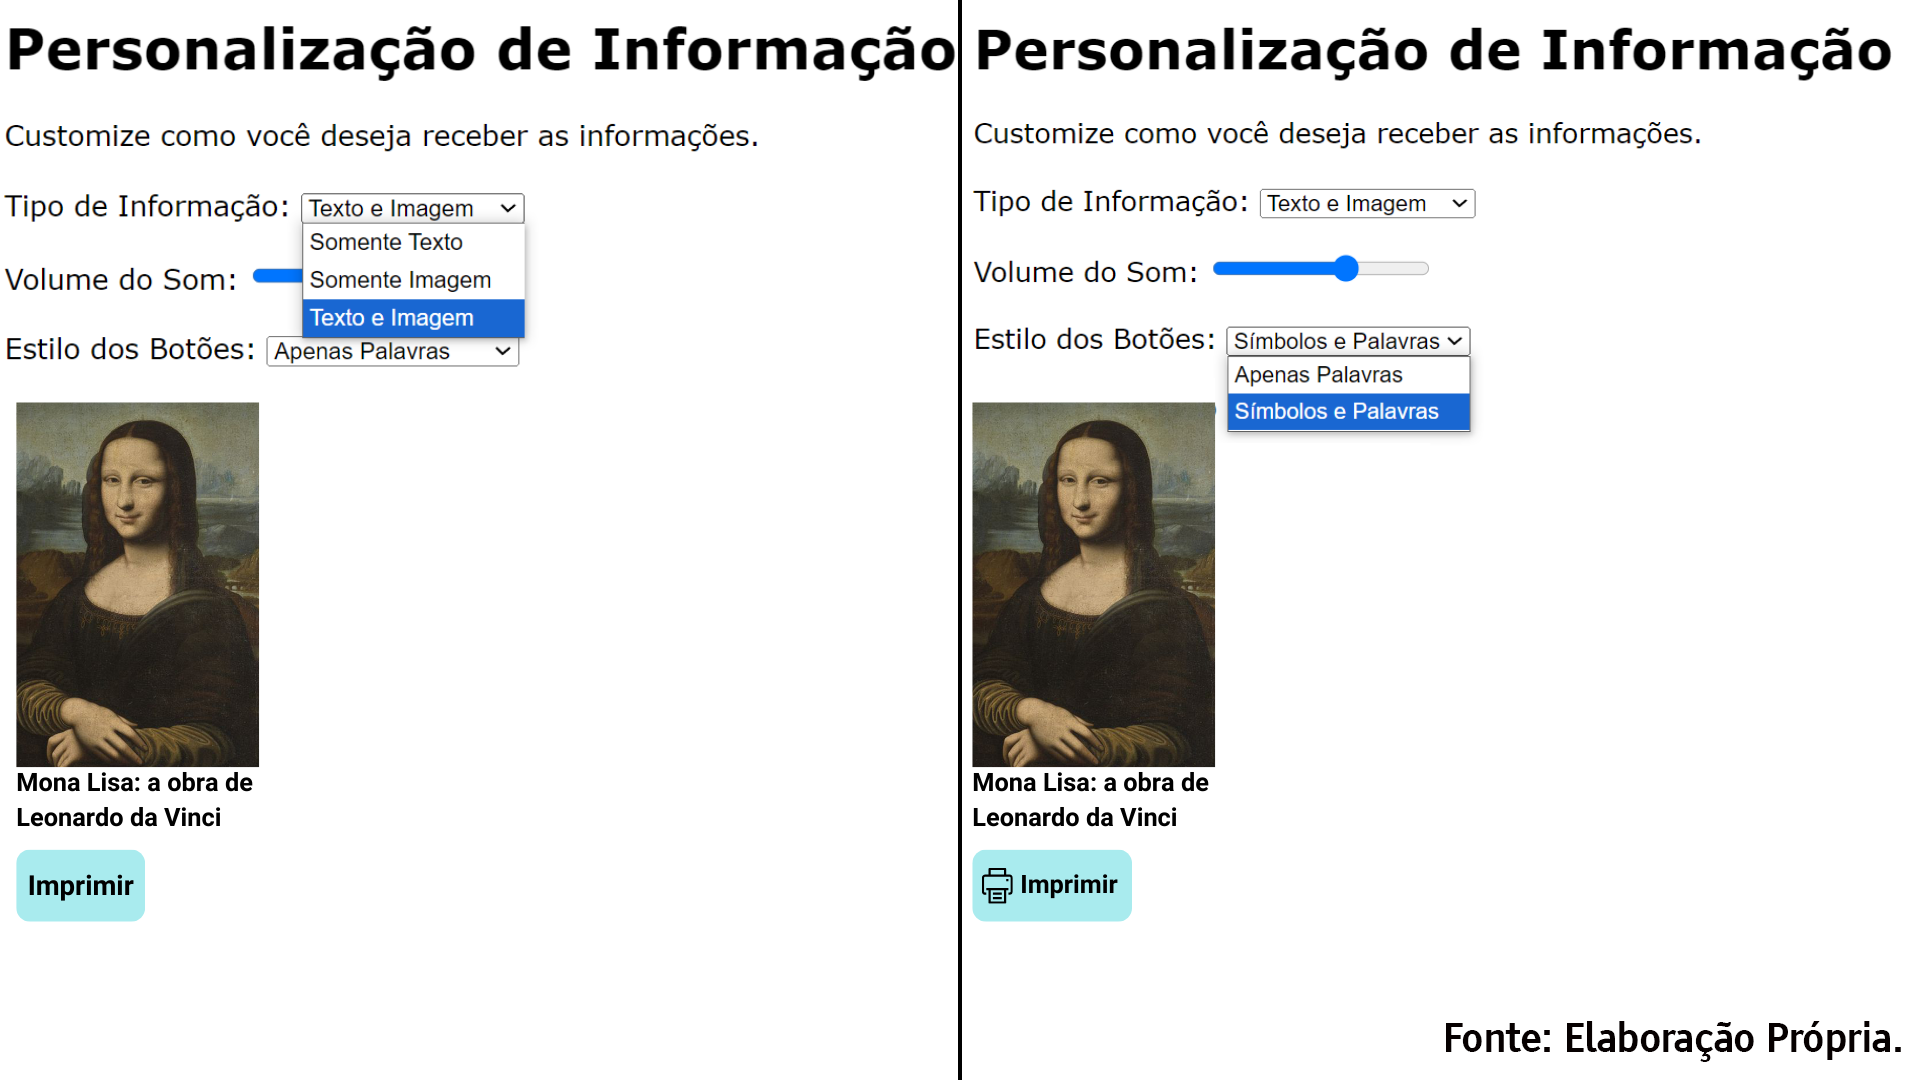 Personalização de Informação
Customize como você deseja receber as informações.
Tipo de Informação: Texto e Imagem
Somente Texto
Somente Imagem
Texto e Imagem
Volume do Som:
Estilo dos Botões: Apenas Palavras
Mona Lisa: a obra de
Leonardo da Vinci
Imprimir
Personalização de Informação
Customize como você deseja receber as informações.
Tipo de Informação: Texto e Imagem
Volume do Som:
Estilo dos Botões: Símbolos e Palavras
Apenas Palavras
Símbolos e Palavras
Mona Lisa: a obra de
Leonardo da Vinci
Imprimir
Fonte: Elaboração Própria.